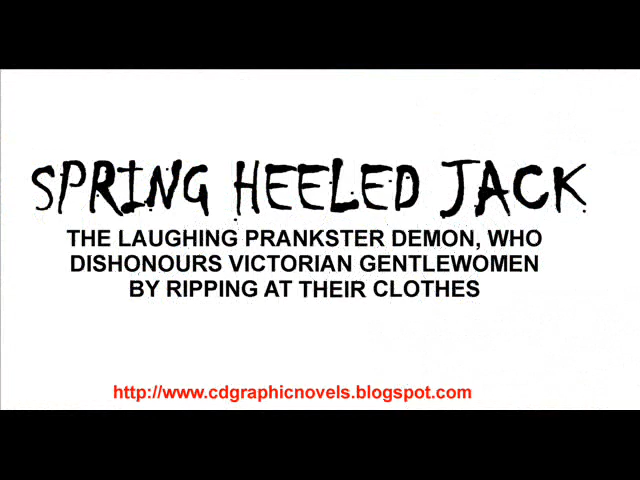 SPRING HEELED JACK
THE LAUGHING PRANKSTER DEMON, WHO
DISHONOURS VICTORIAN GENTLEWOMEN
BY RIPPING AT THEIR CLOTHES
http://www.cdgraphicnovels.blogspot.com